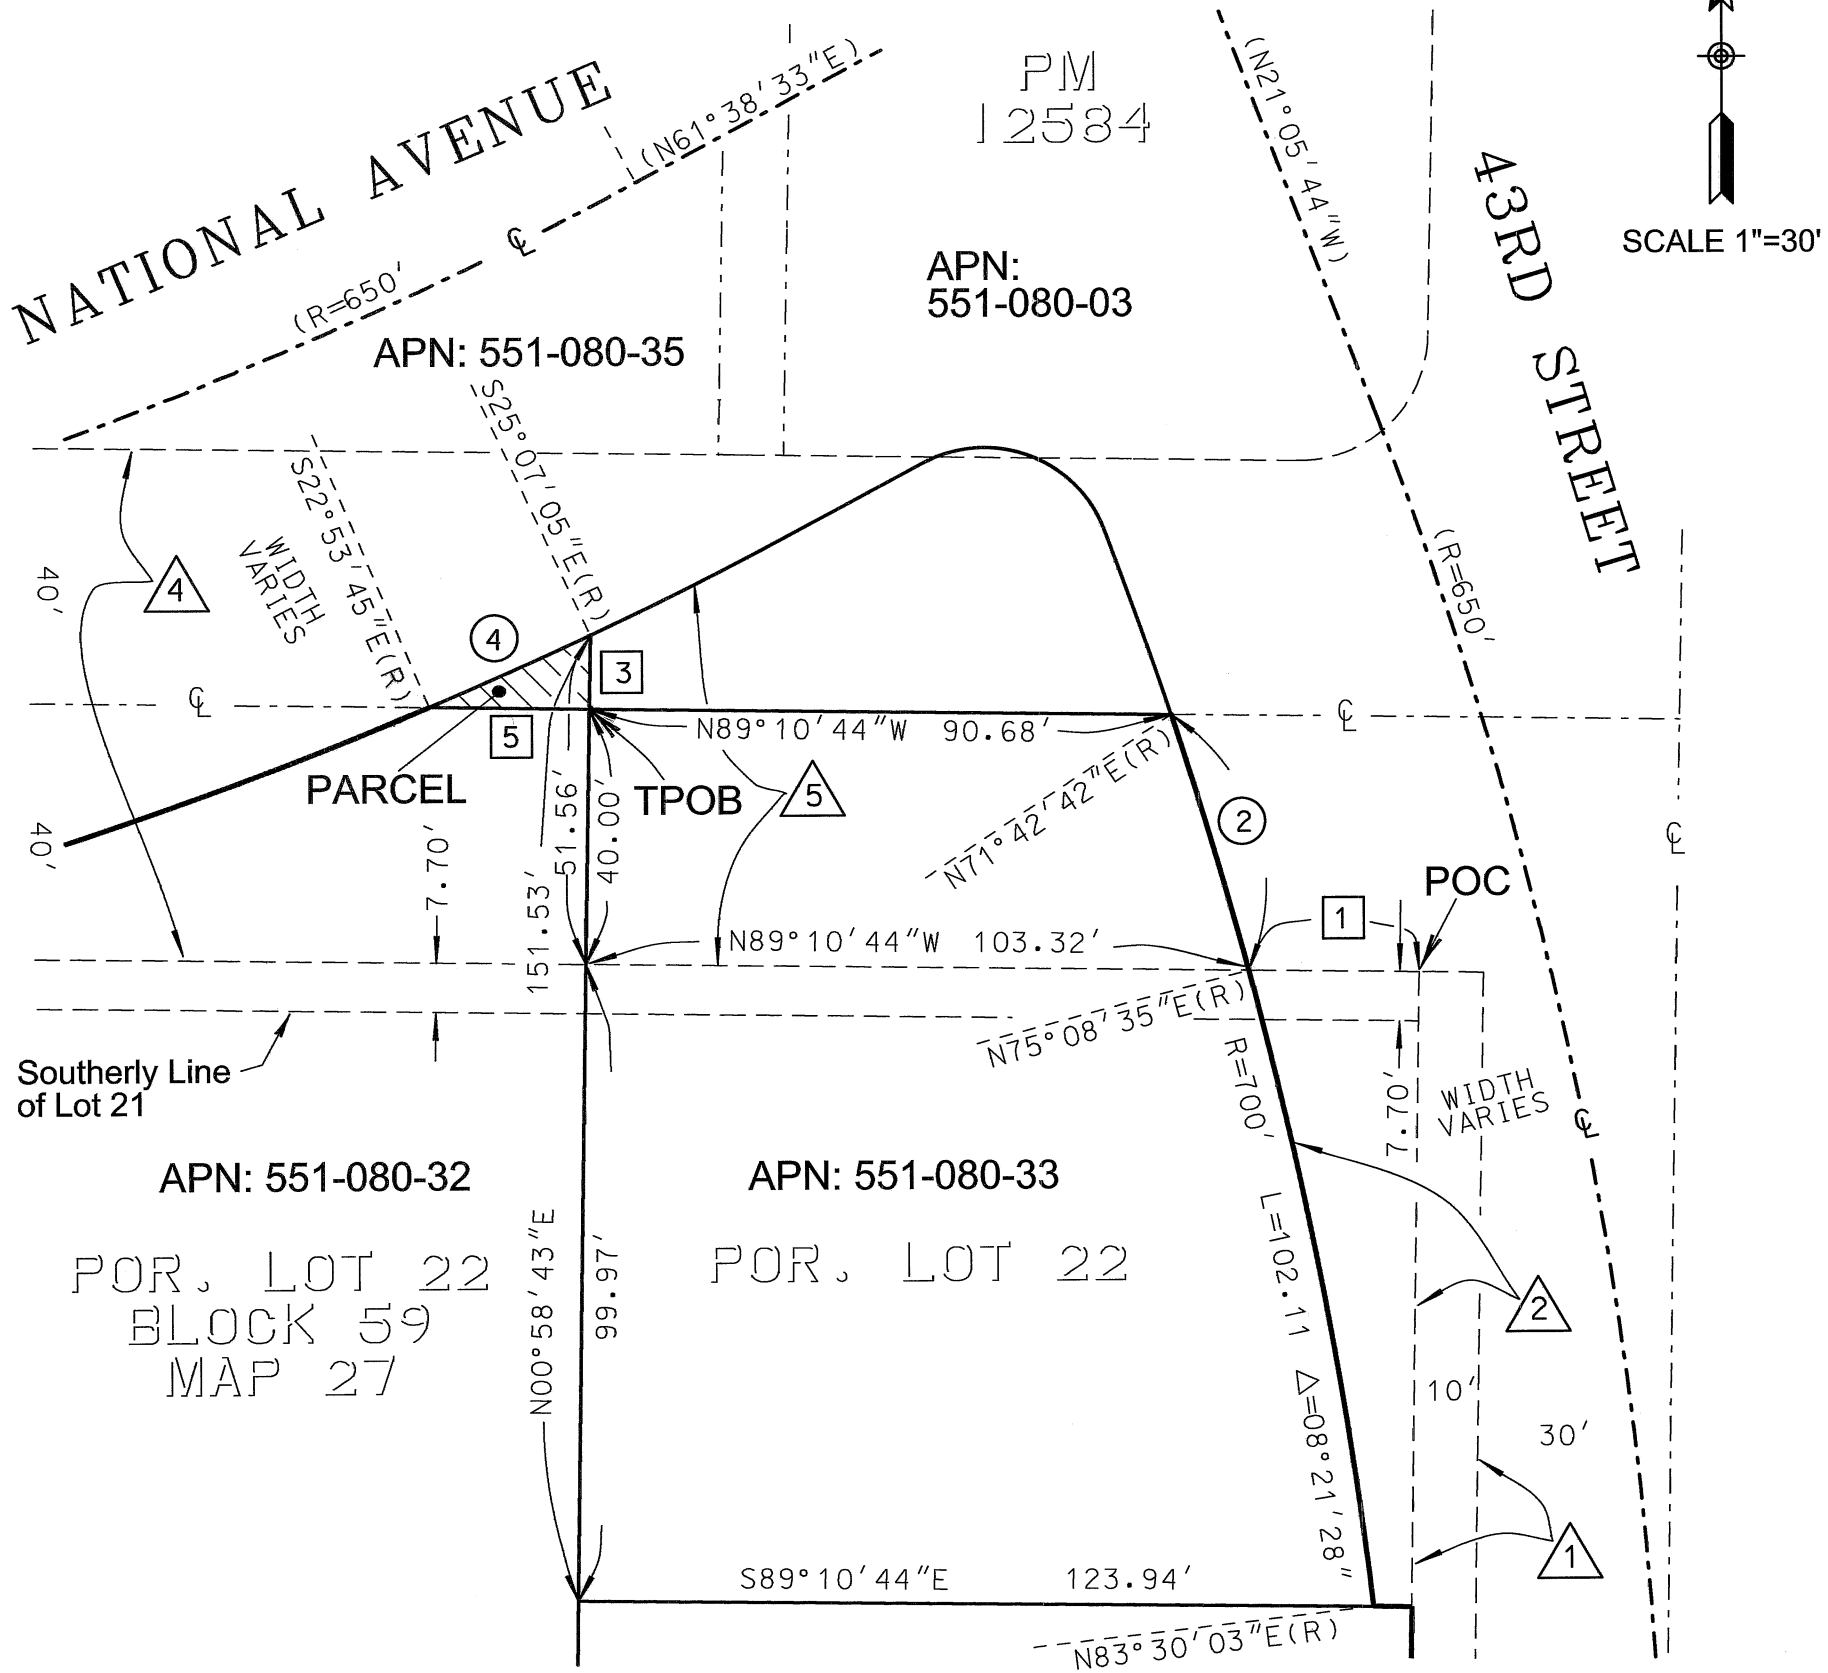 NATIONAL AVENUE
(N61°38'33"E)
PM
12584
(N21°05'44"W)
43RD STREET
SCALE 1"=30'
℄
(R=650'
APN:
551-080-03
APN: 551-080-35
S25°07'05"E(R)
S22°53'45"E(R)
WIDTH
VARIES
40'
4
4
3
(R=650'
℄
5
N89°10'44"W 90.68'
℄
PARCEL
TPOB
5
N71°42'42"E(R)
2
40'
7.70'
51.56'
40.00'
151.53'
℄
POC
1
N89°10'44"W 103.32'
N75°08'35"E(R)
Southerly Line
of Lot 21
R=700'
7.70'
WIDTH
VARIES
℄
APN: 551-080-32
APN: 551-080-33
POR. LOT 22
BLOCK 59
MAP 27
POR. LOT 22
N00°58'43"E
99.97'
L=102.11
Δ=08°21'28"
2
10'
30'
1
S89°10'44"E 123.94'
N83°30'03"E(R)